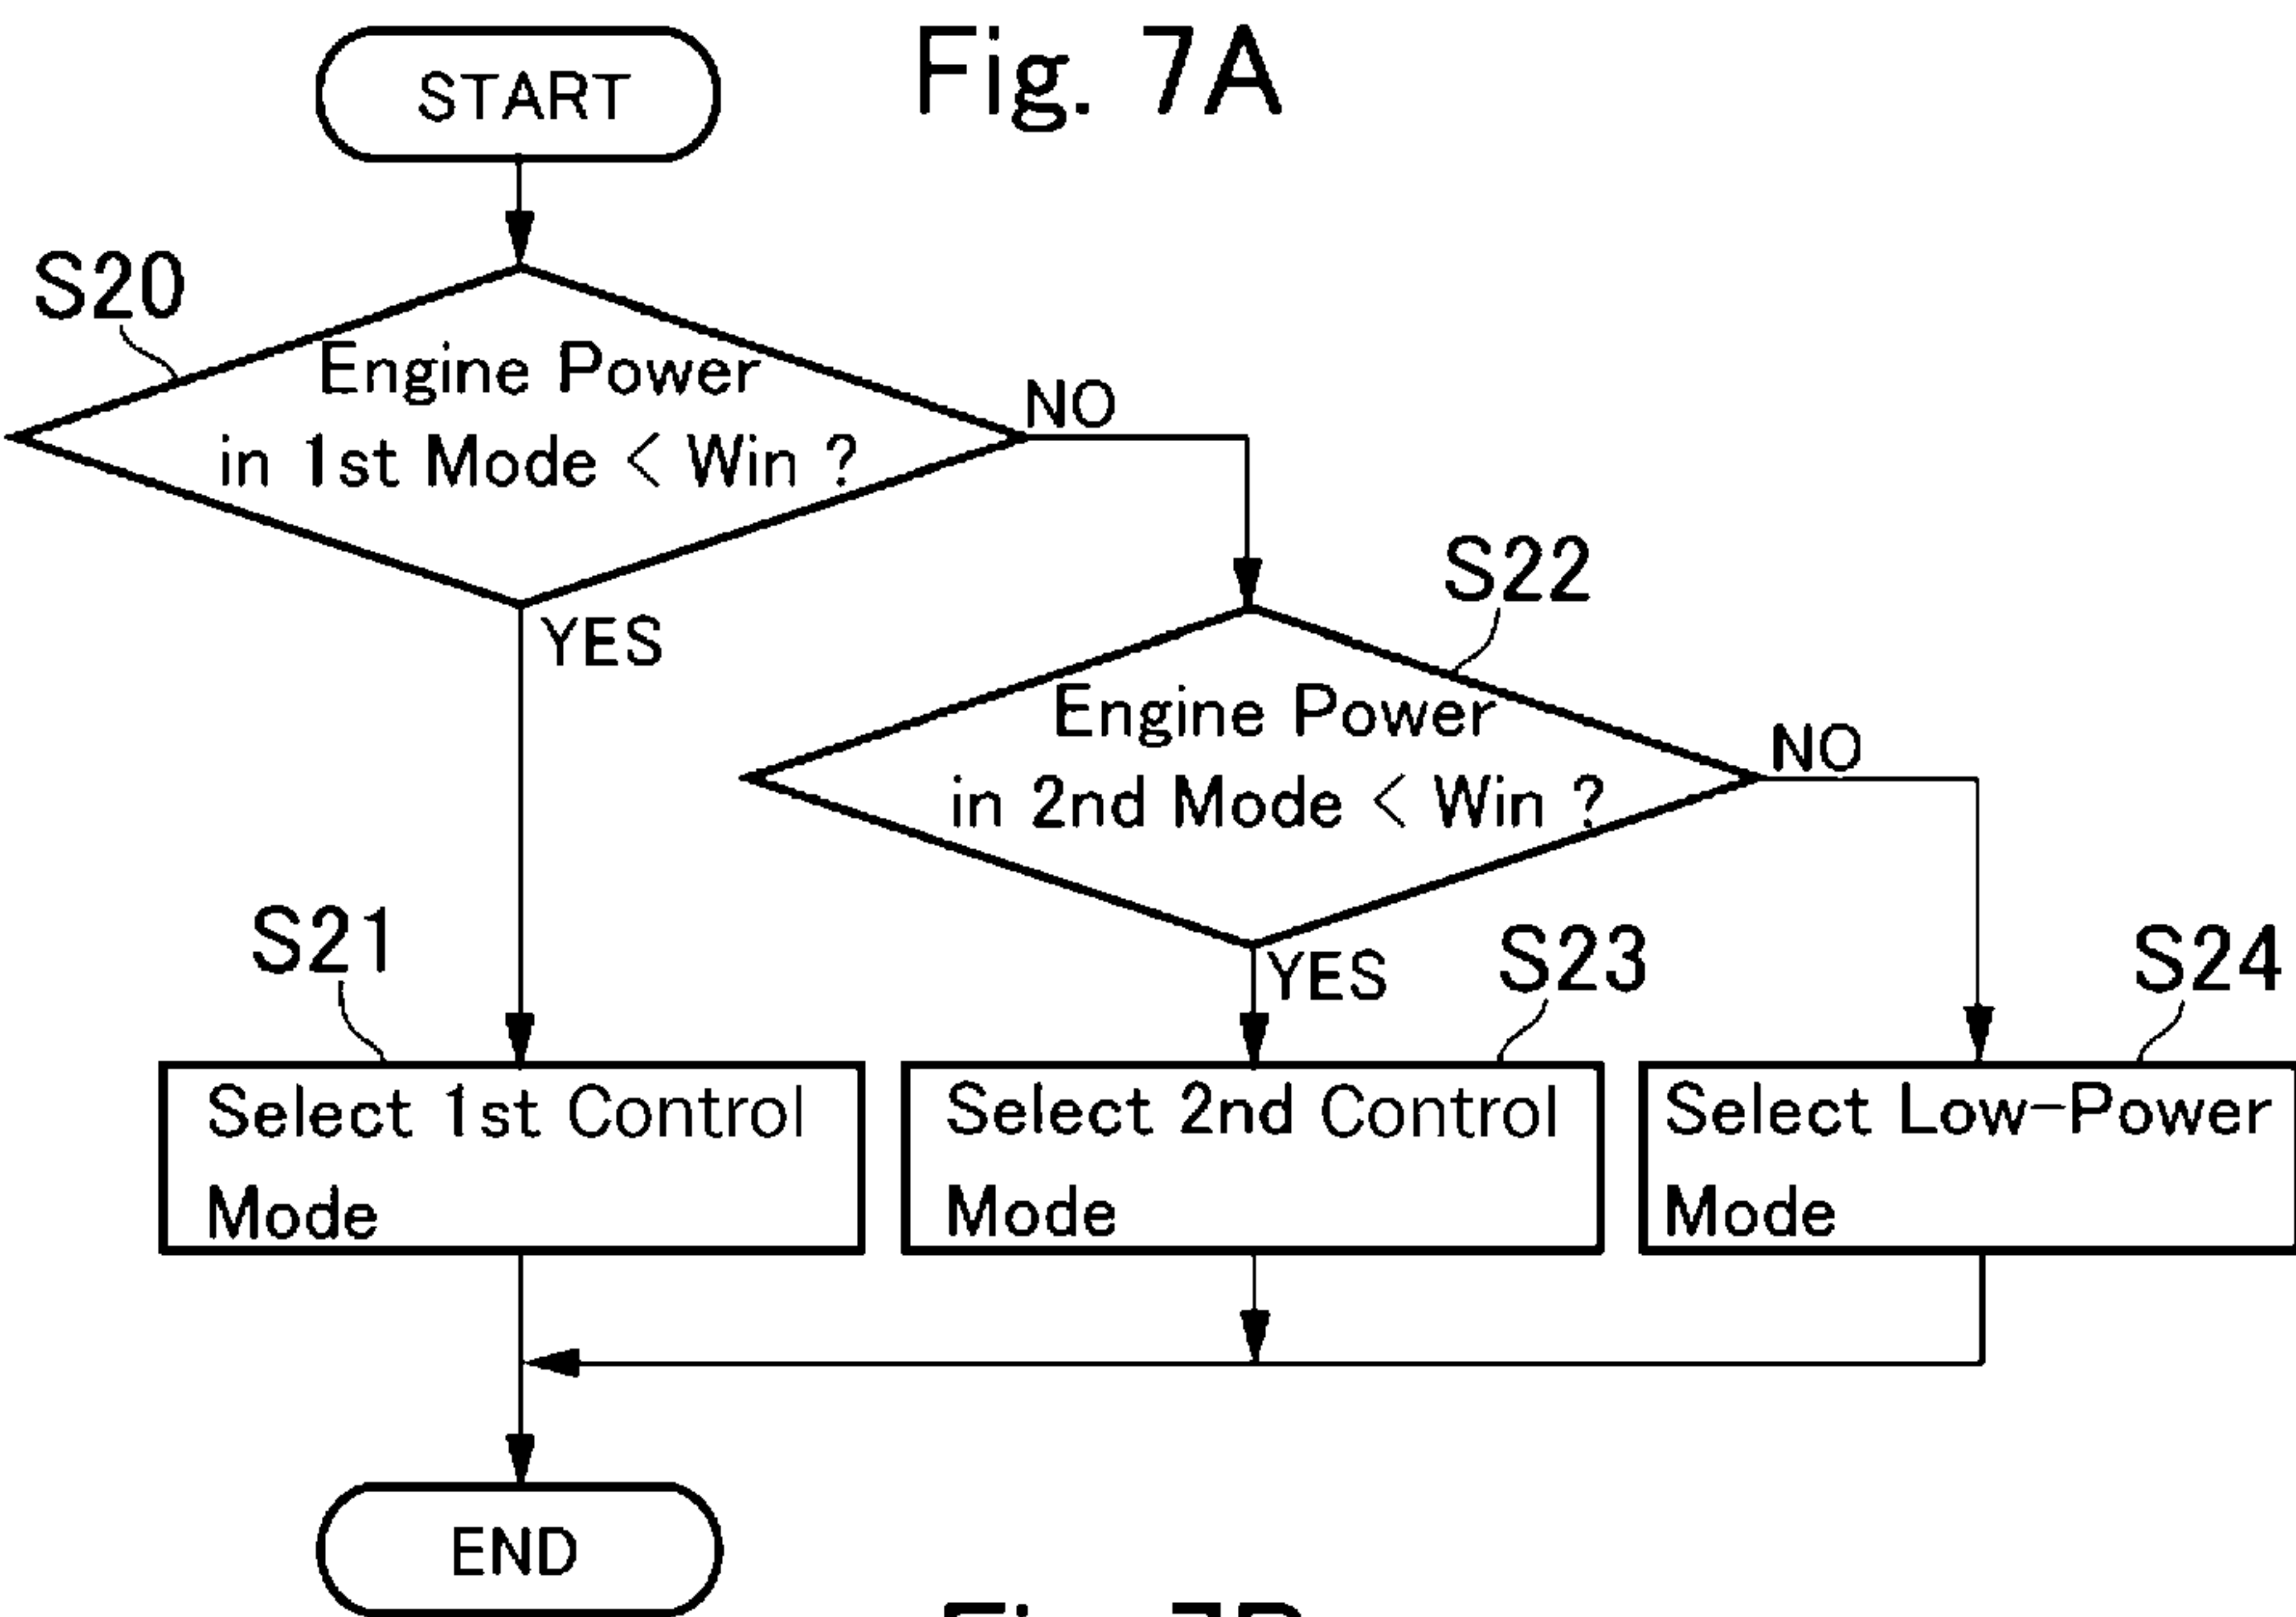 Fig. 7A
START
S20
Engine Power
in 1st Mode < Win ?
NO
YES
S22
Engine Power
in 2nd Mode < Win ?
NO
YES
S21
Select 1st Control
Mode
S23
Select 2nd Control
Mode
S24
Select Low-Power
Mode
END